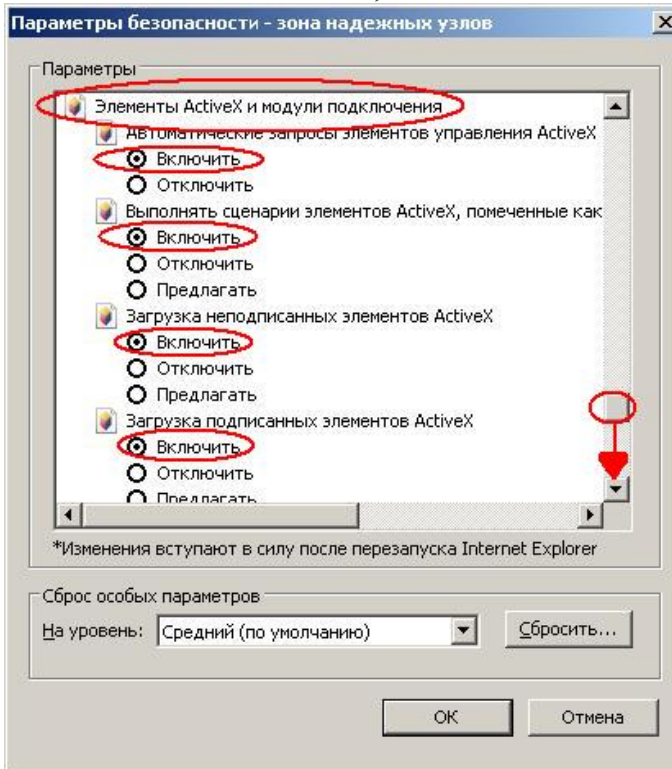 Параметры безопасности - зона надежных узлов
Параметры
Элементы ActiveX и модули подключения
Автоматические запросы элементов управления ActiveX
Включить
Отключить
Выполнять сценарии элементов ActiveX, помеченные как
Включить
Отключить
Предлагать
Загрузка неподписанных элементов ActiveX
Включить
Отключить
Предлагать
Загрузка подписанных элементов ActiveX
Включить
Отключить
Предлагать
*Изменения вступают в силу после перезапуска Internet Explorer
Сброс особых параметров
На уровень: Средний (по умолчанию) Сбросить...
ОК Отмена